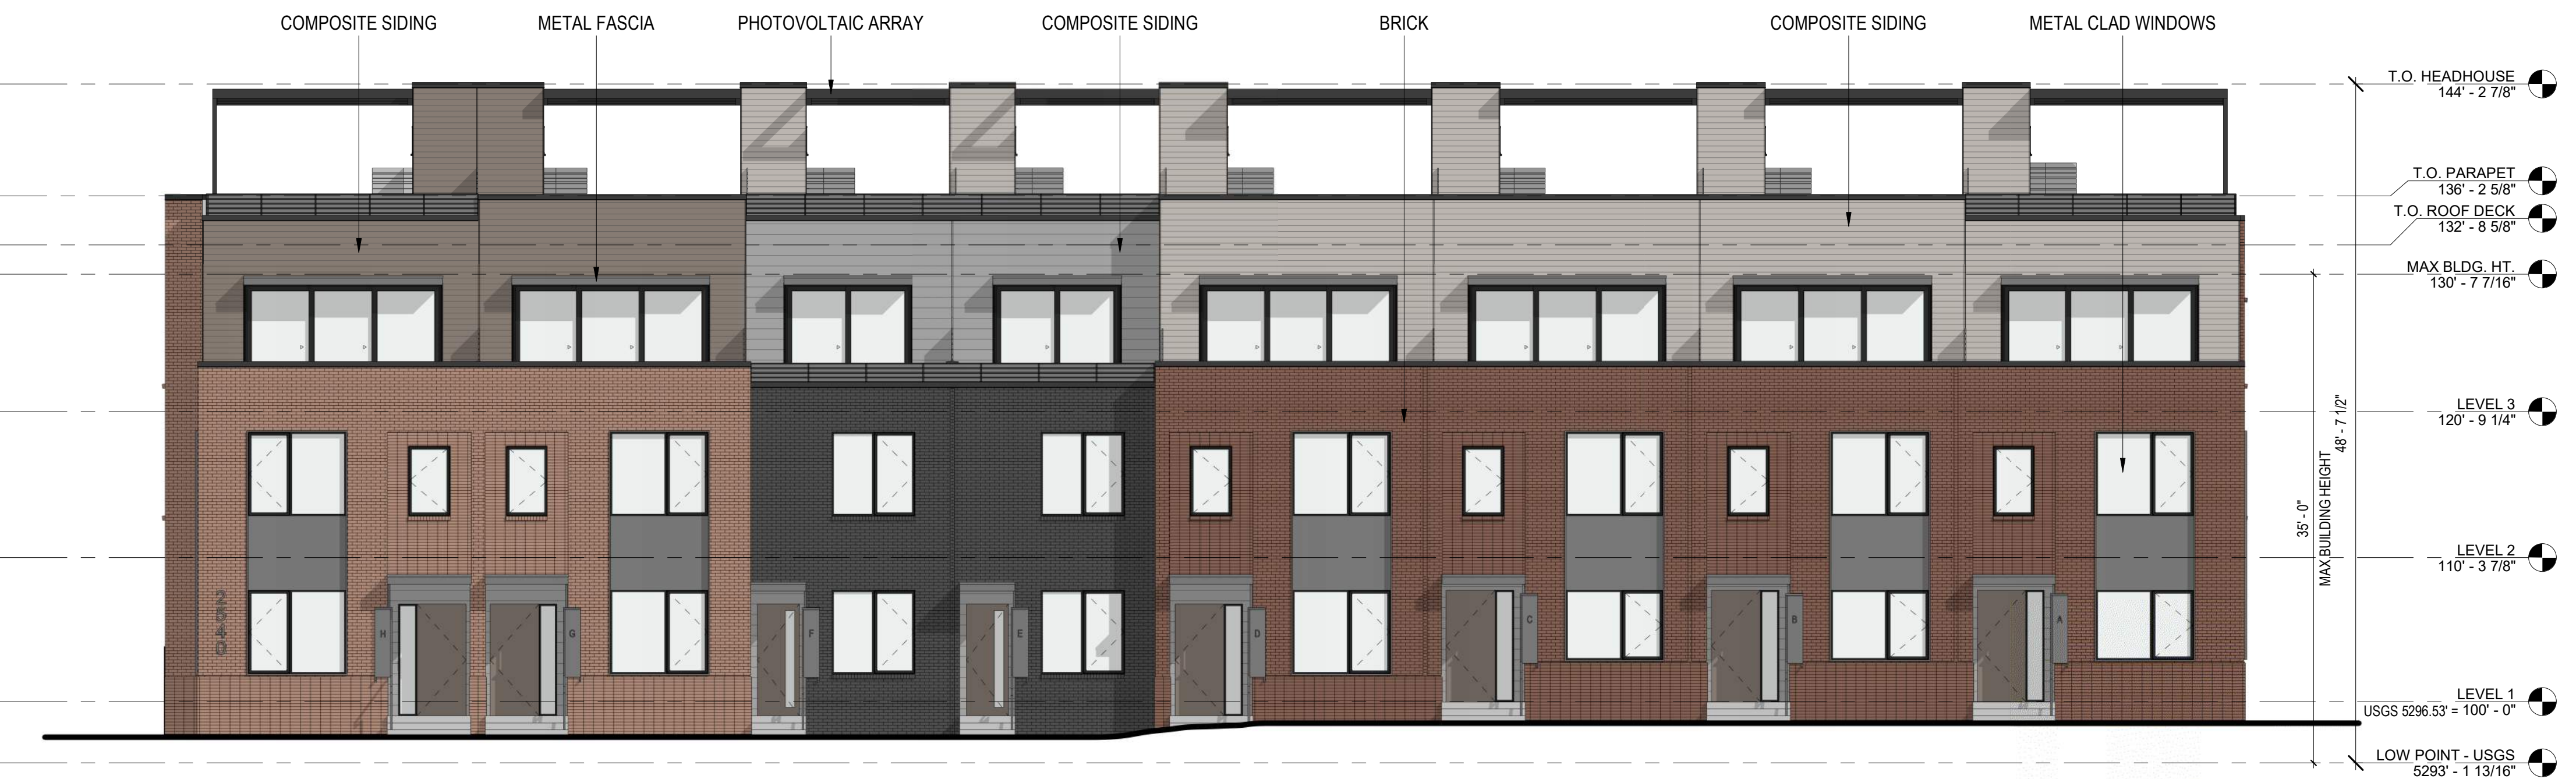 COMPOSITE SIDING
METAL FASCIA
PHOTOVOLTAIC ARRAY
COMPOSITE SIDING
BRICK
COMPOSITE SIDING
METAL CLAD WINDOWS
T.O. HEADHOUSE
144' - 2 7/8"
T.O. PARAPET
136' - 2 5/8"
T.O. ROOF DECK
132' - 8 5/8"
MAX BLDG. HT.
130' - 7 7/16"
LEVEL 3
120' - 9 1/4"
48' - 7 1/2"
35' - 0"
MAX BUILDING HEIGHT
LEVEL 2
110' - 3 7/8"
2540
H
G
F
E
D
C
B
A
LEVEL 1
USGS 5296.53' = 100' - 0"
LOW POINT - USGS
5293' - 1 13/16"